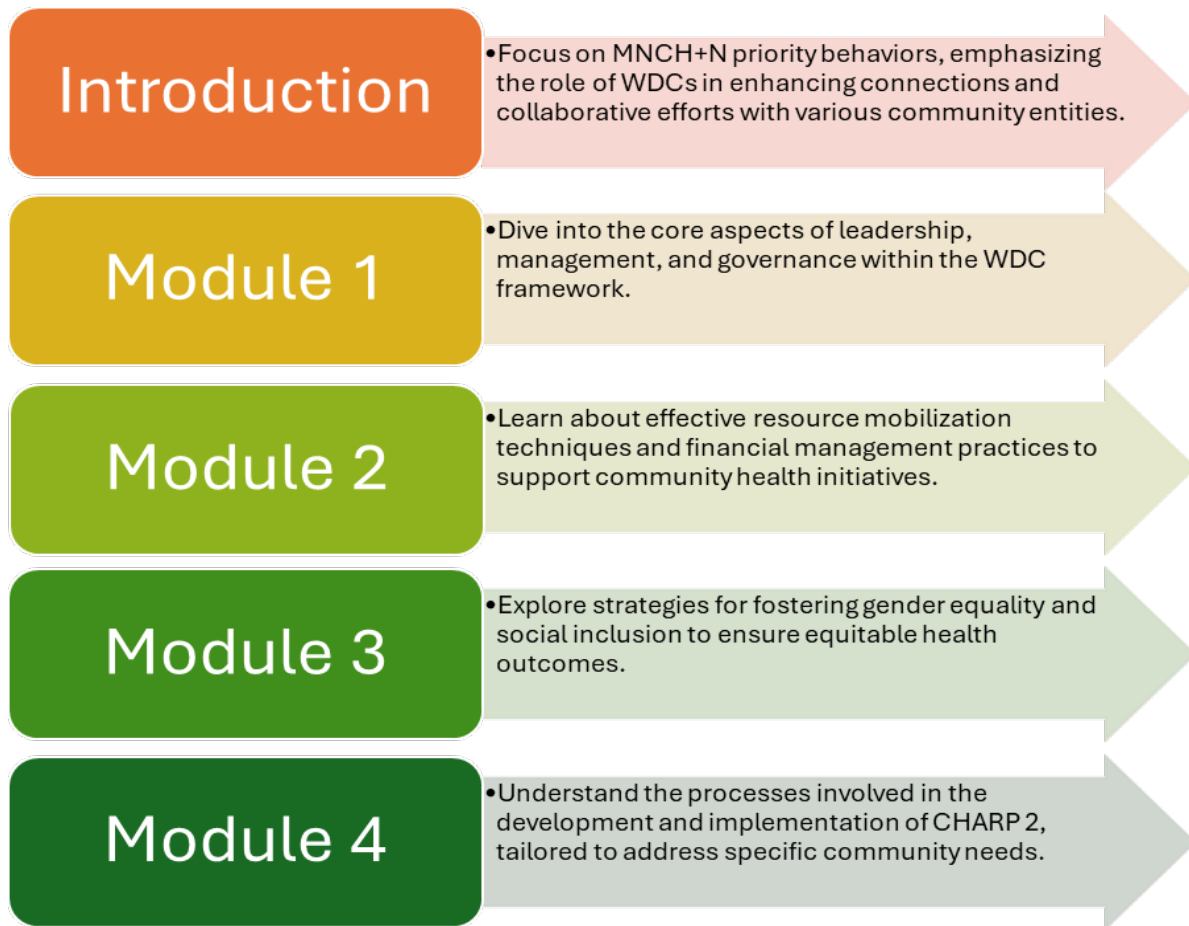 Introduction
•Focus on MNCH+N priority behaviors, emphasizing
the role of WDCs in enhancing connections and
collaborative efforts with various community entities.
Module 1
•Dive into the core aspects of leadership,
management, and governance within the WDC
framework.
Module 2
•Learn about effective resource mobilization
techniques and financial management practices to
support community health initiatives.
Module 3
•Explore strategies for fostering gender equality and
social inclusion to ensure equitable health
outcomes.
Module 4
•Understand the processes involved in the
development and implementation of CHARP 2,
tailored to address specific community needs.